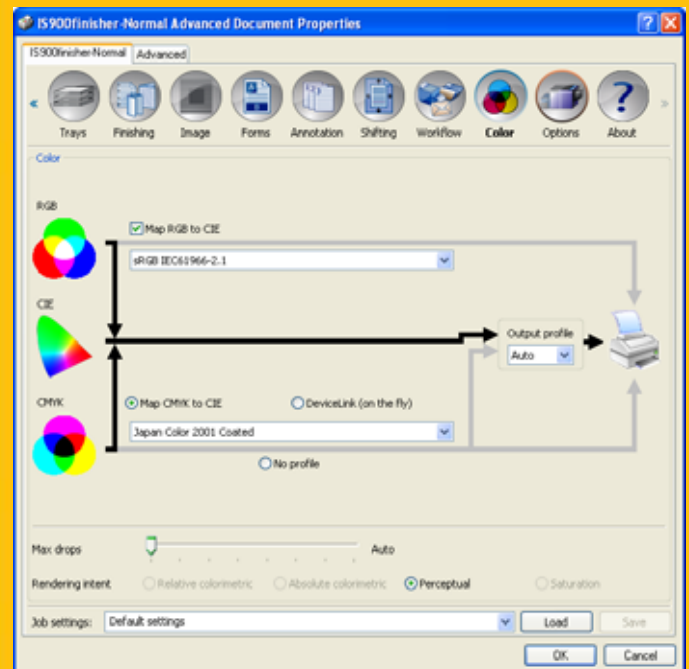 IS900finisher-Normal Advanced Document Properties
IS900finisher-Normal Advanced
Trays Finishing Image Forms Annotation Shifting Workflow Color Options About
Color
RGB
Map RGB to CIE
sRGB IEC61966-2.1
CIE
Output profile
Auto
CMYK
Map CMYK to CIE DeviceLink (on the fly)
Japan Color 2001 Coated
No profile
Max drops Auto
Rendering intent Relative colorimetric Absolute colorimetric Perceptual Saturation
Job settings: Default settings Load Save
OK Cancel